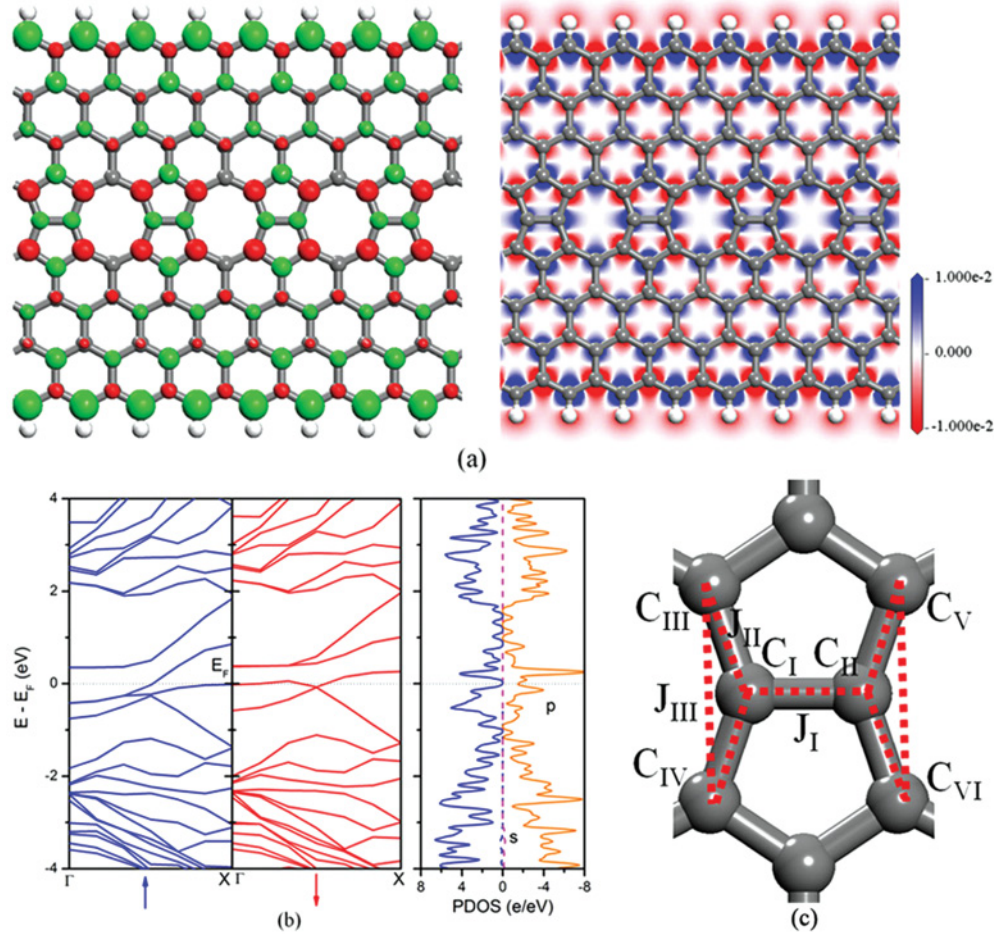 1.000e-2
0.000
-1.000e-2
(a)
4
2
0
-2
-4
E - E_F (eV)
E_F
Γ
X
Γ
X
p
s
8 4 0 -4 -8
PDOS (e/eV)
(b)
C_III
C_V
J_II
C_I
C_II
J_III
J_I
C_IV
C_VI
(c)